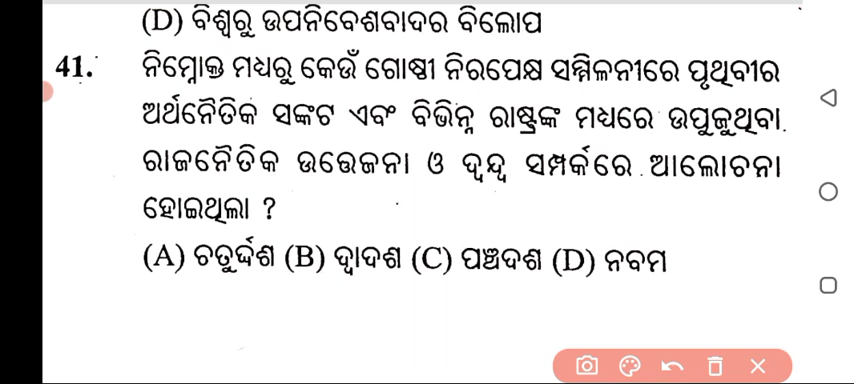 (D) ବିଶ୍ୱରୁ ଉପନିବେଶବାଦର ବିଲୋପ
41. ନିମ୍ନୋକ୍ତ ମଧ୍ୟରୁ କେଉଁ ଗୋଷ୍ଠୀ ନିରପେକ୍ଷ ସମ୍ମିଳନୀରେ ପୃଥିବୀର
ଅର୍ଥନୈତିକ ସଙ୍କଟ ଏବଂ ବିଭିନ୍ନ ରାଷ୍ଟ୍ରଙ୍କ ମଧ୍ୟରେ ଉପୁଜୁଥିବା
ରାଜନୈତିକ ଉତ୍ତେଜନା ଓ ଦ୍ୱନ୍ଦ୍ୱ ସମ୍ପର୍କରେ ଆଲୋଚନା
ହୋଇଥିଲା ?
(A) ଚତୁର୍ଦ୍ଦଶ (B) ଦ୍ୱାଦଶ (C) ପଞ୍ଚଦଶ (D) ନବମ